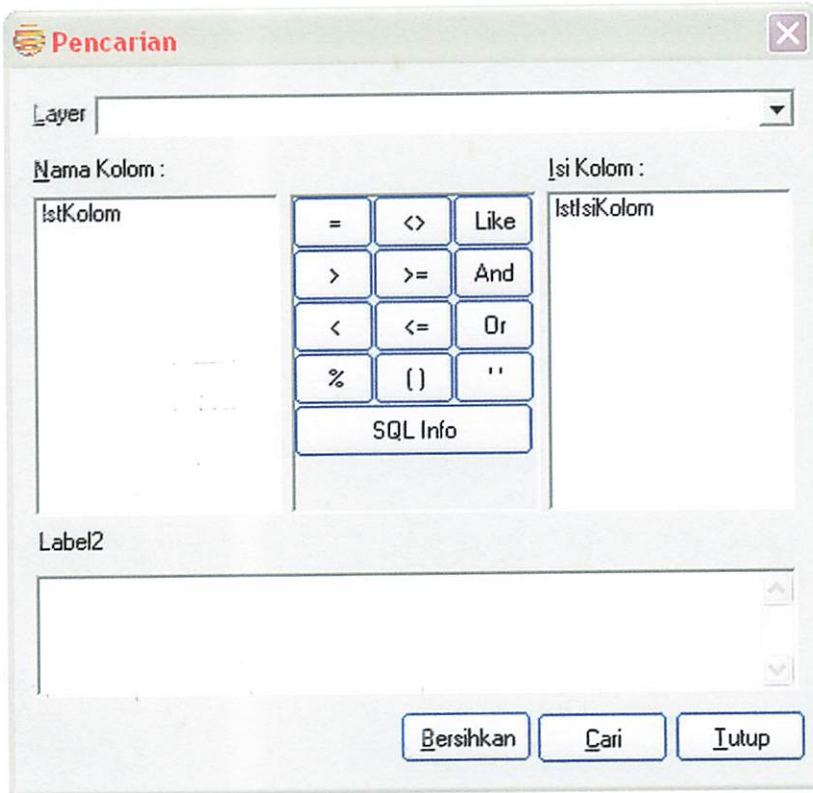 Pencarian
Layer
Nama Kolom :
Isi Kolom :
lstKolom
= <> Like
lstIsiKolom
> >= And
< <= Or
% () ' '
SQL Info
Label2
Bersihkan Cari Tutup